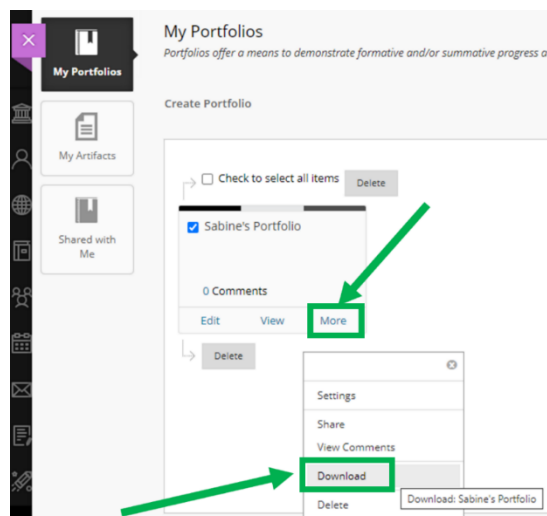 My Portfolios
My Artifacts
Shared with
Me
My Portfolios
Portfolios offer a means to demonstrate formative and/or summative progress a
Create Portfolio
Check to select all items
Delete
Sabine's Portfolio
0 Comments
Edit
View
More
Delete
Settings
Share
View Comments
Download
Download: Sabine's Portfolio
Delete